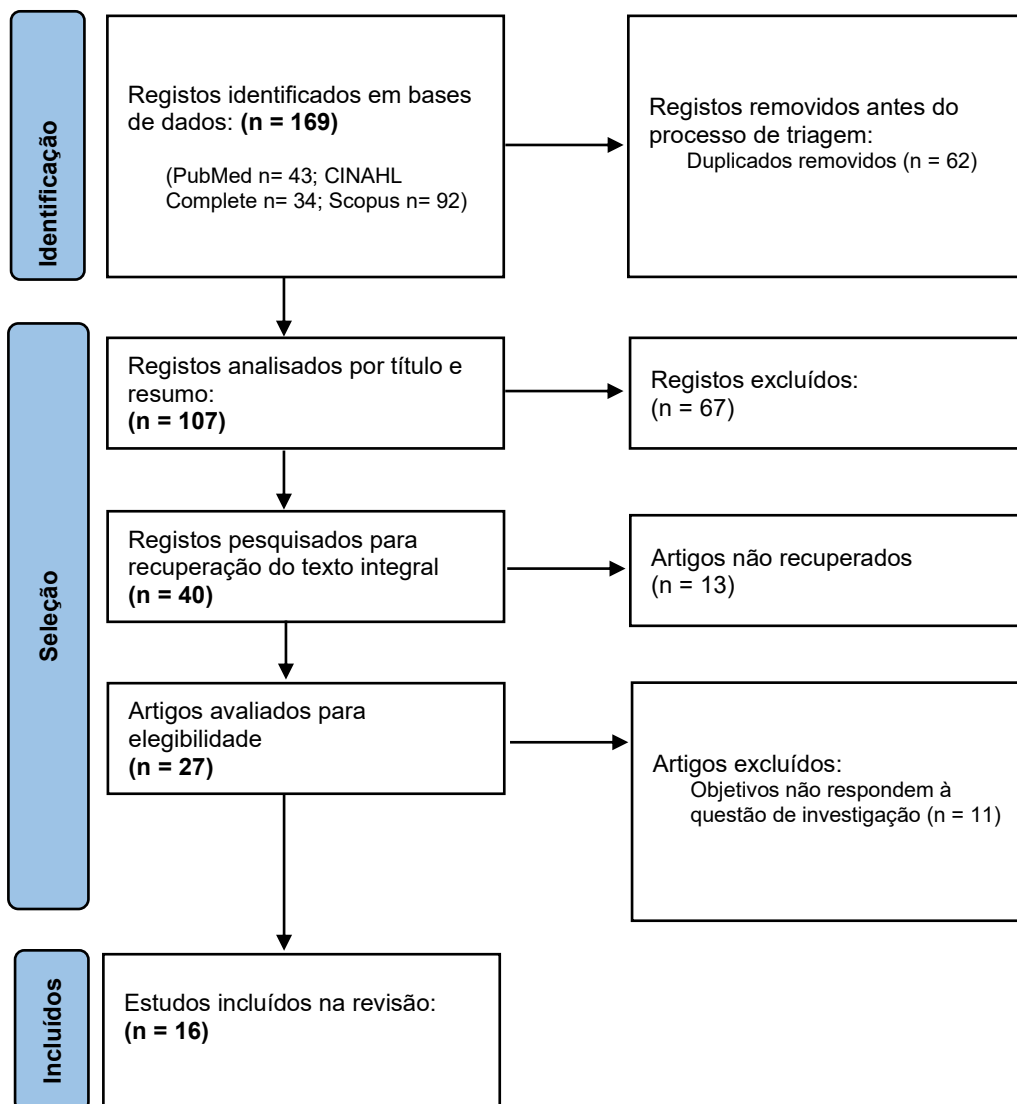 Identificação
Registos identificados em bases
de dados: (n = 169)
(PubMed n= 43; CINAHL
Complete n= 34; Scopus n= 92)
Registos removidos antes do
processo de triagem:
Duplicados removidos (n = 62)
Seleção
Registos analisados por título e
resumo:
(n = 107)
Registos excluídos:
(n = 67)
Registos pesquisados para
recuperação do texto integral
(n = 40)
Artigos não recuperados
(n = 13)
Artigos avaliados para
elegibilidade
(n = 27)
Artigos excluídos:
Objetivos não respondem à
questão de investigação (n = 11)
Incluídos
Estudos incluídos na revisão:
(n = 16)